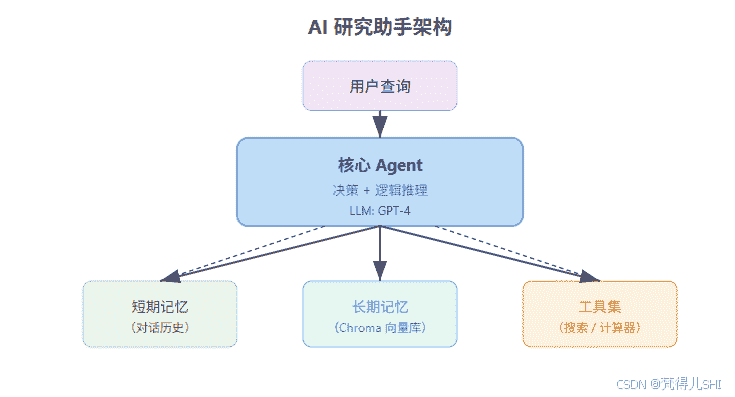 AI 研究助手架构
用户查询
核心 Agent
决策 + 逻辑推理
LLM: GPT-4
短期记忆
（对话历史）
长期记忆
（Chroma 向量库）
工具集
（搜索 / 计算器）
CSDN @梵得儿SHI